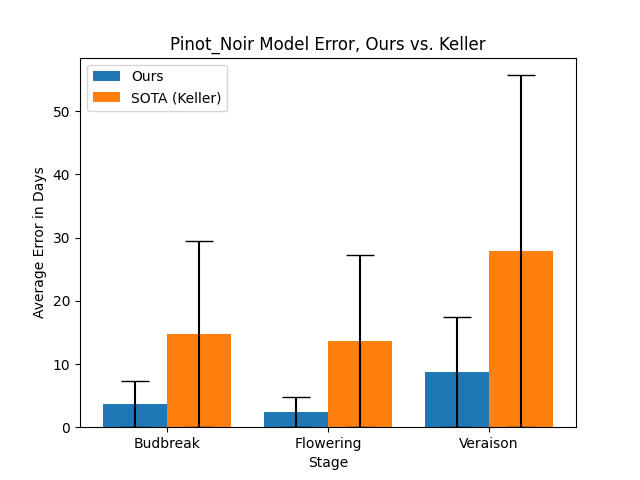 Pinot_Noir Model Error, Ours vs. Keller
Ours
SOTA (Keller)
Average Error in Days
50
40
30
20
10
0
Budbreak
Flowering
Veraison
Stage